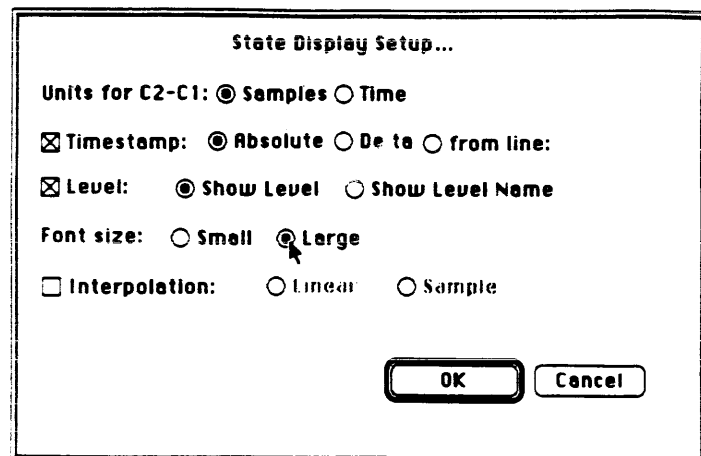 State Display Setup...
Units for C2-C1: Samples Time
Timestamp: Absolute De ta from line:
Level: Show Level Show Level Name
Font size: Small Large
Interpolation: Linear Sample
OK Cancel